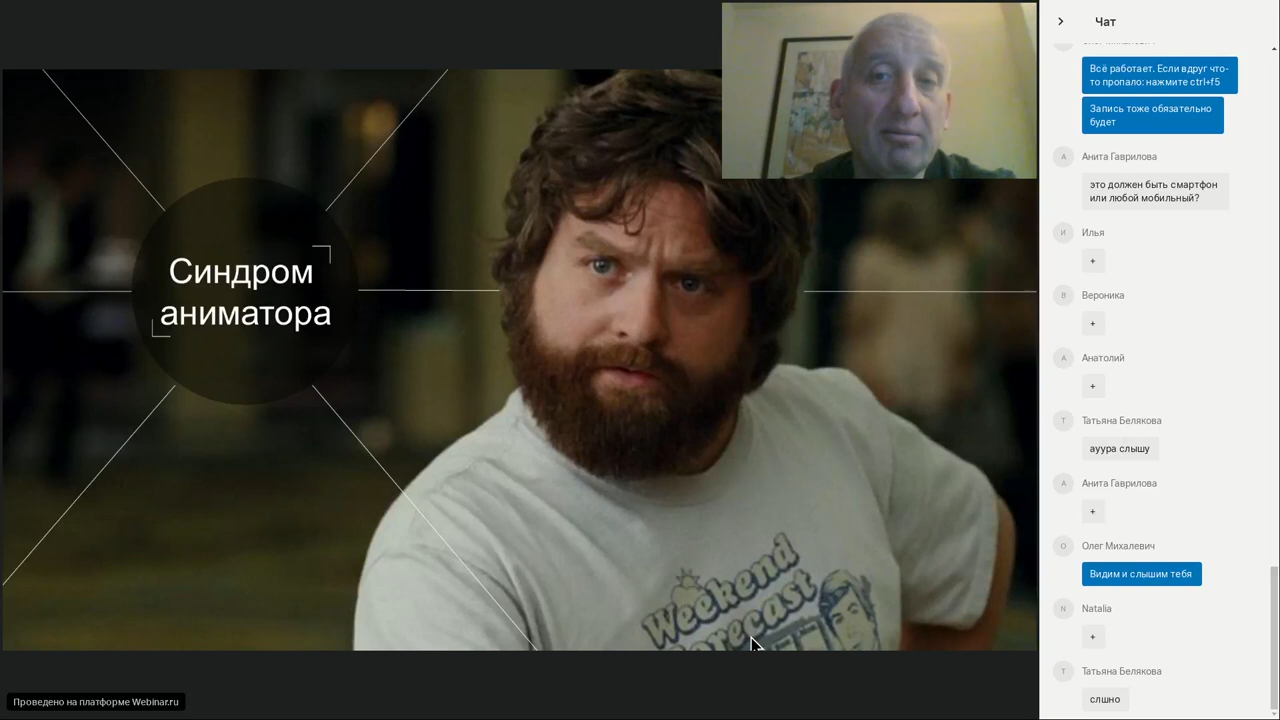 Синдром
аниматора
Weekend
Forecast
Проведено на платформе Webinar.ru
Чат
Всё работает. Если вдруг что-
то пропало: нажмите ctrl+f5
Запись тоже обязательно
будет
А
Анита Гаврилова
это должен быть смартфон
или любой мобильный?
И
Илья
+
В
Вероника
+
А
Анатолий
+
Т
Татьяна Белякова
ауура слышу
А
Анита Гаврилова
+
О
Олег Михалевич
Видим и слышим тебя
N
Natalia
+
Т
Татьяна Белякова
слшно